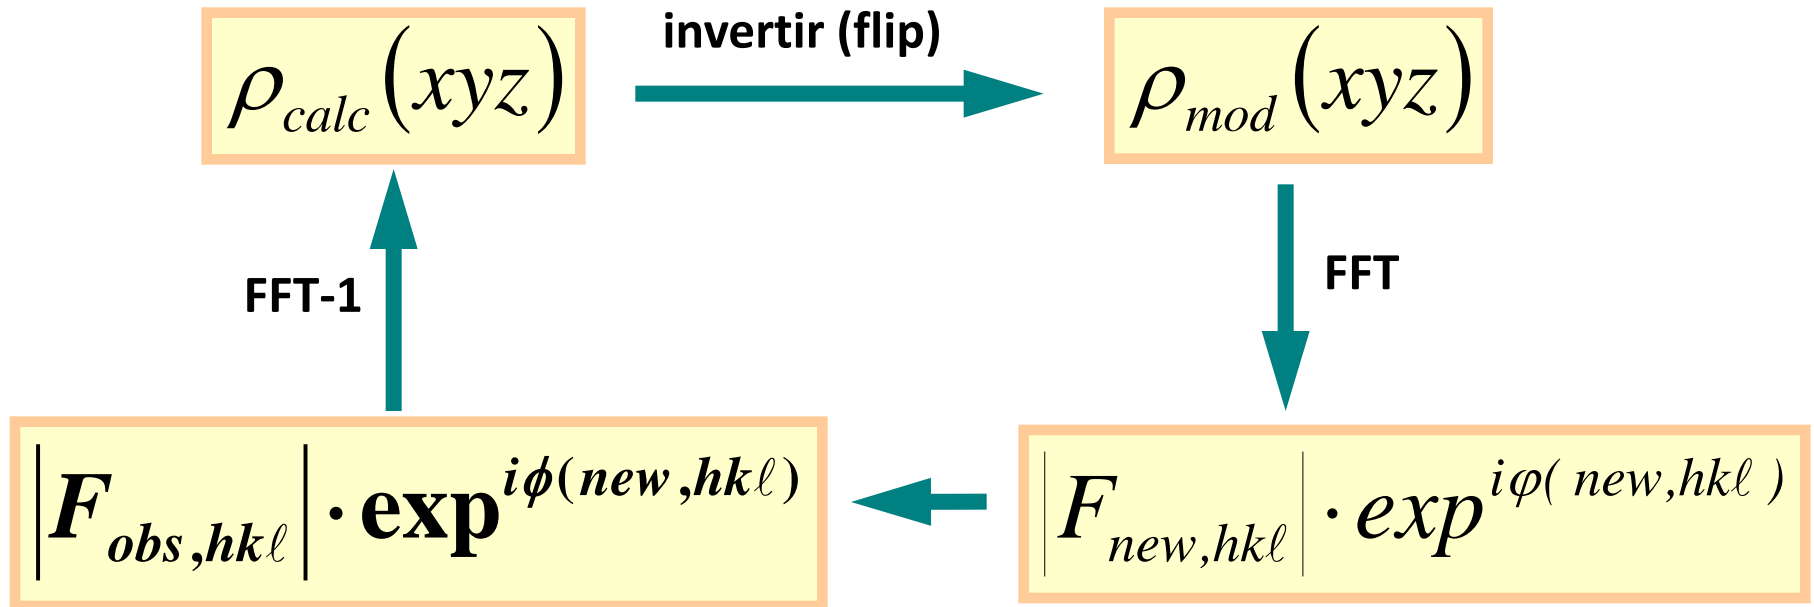 ρcalc(xyz)
invertir (flip)
ρmod(xyz)
FFT-1
FFT
|Fobs,hkℓ| · exp^iϕ(new,hkℓ)
|Fnew,hkℓ| · exp^iφ( new,hkℓ )